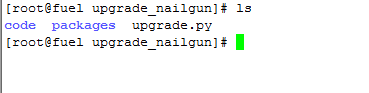 [root@fuel upgrade_nailgun]# ls
code packages upgrade.py
[root@fuel upgrade_nailgun]#